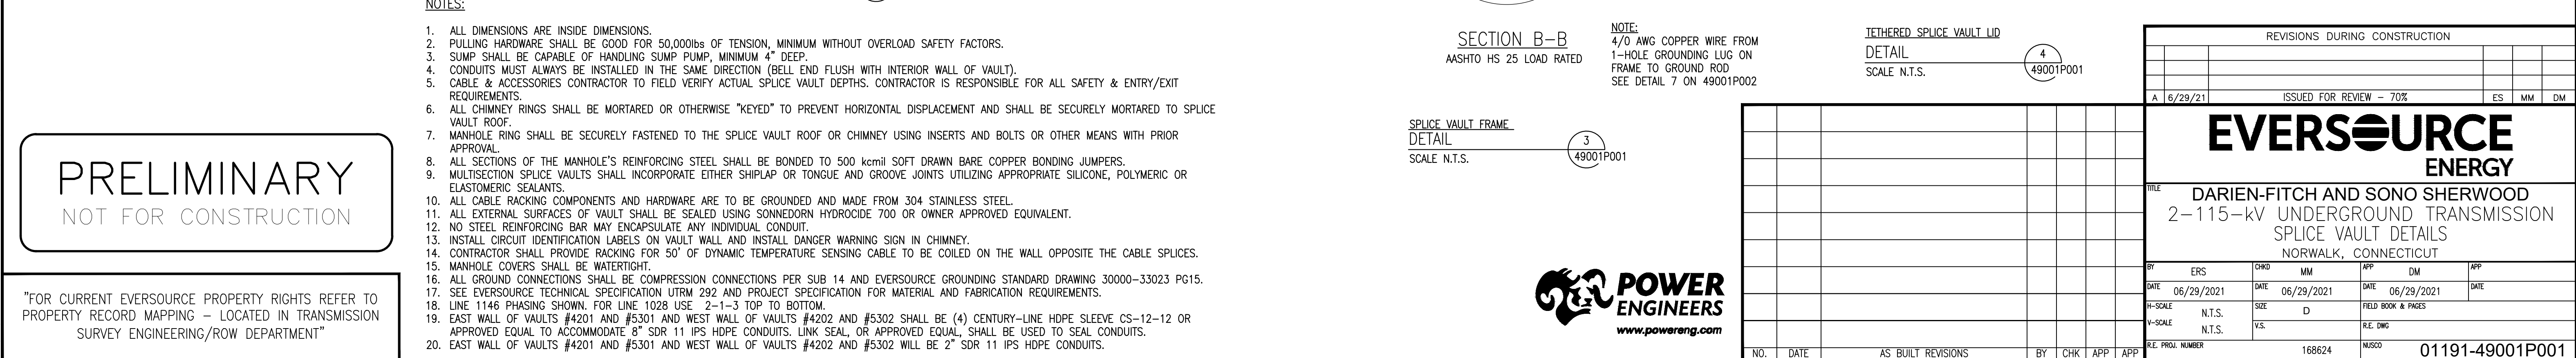 PRELIMINARY
NOT FOR CONSTRUCTION
"FOR CURRENT EVERSOURCE PROPERTY RIGHTS REFER TO
PROPERTY RECORD MAPPING – LOCATED IN TRANSMISSION
SURVEY ENGINEERING/ROW DEPARTMENT"
NOTES:
1. ALL DIMENSIONS ARE INSIDE DIMENSIONS.
2. PULLING HARDWARE SHALL BE GOOD FOR 50,000lbs OF TENSION, MINIMUM WITHOUT OVERLOAD SAFETY FACTORS.
3. SUMP SHALL BE CAPABLE OF HANDLING SUMP PUMP, MINIMUM 4" DEEP.
4. CONDUITS MUST ALWAYS BE INSTALLED IN THE SAME DIRECTION (BELL END FLUSH WITH INTERIOR WALL OF VAULT).
5. CABLE & ACCESSORIES CONTRACTOR TO FIELD VERIFY ACTUAL SPLICE VAULT DEPTHS. CONTRACTOR IS RESPONSIBLE FOR ALL SAFETY & ENTRY/EXIT
REQUIREMENTS.
6. ALL CHIMNEY RINGS SHALL BE MORTARED OR OTHERWISE "KEYED" TO PREVENT HORIZONTAL DISPLACEMENT AND SHALL BE SECURELY MORTARED TO SPLICE
VAULT ROOF.
7. MANHOLE RING SHALL BE SECURELY FASTENED TO THE SPLICE VAULT ROOF OR CHIMNEY USING INSERTS AND BOLTS OR OTHER MEANS WITH PRIOR
APPROVAL.
8. ALL SECTIONS OF THE MANHOLE'S REINFORCING STEEL SHALL BE BONDED TO 500 kcmil SOFT DRAWN BARE COPPER BONDING JUMPERS.
9. MULTISECTION SPLICE VAULTS SHALL INCORPORATE EITHER SHIPLAP OR TONGUE AND GROOVE JOINTS UTILIZING APPROPRIATE SILICONE, POLYMERIC OR
ELASTOMERIC SEALANTS.
10. ALL CABLE RACKING COMPONENTS AND HARDWARE ARE TO BE GROUNDED AND MADE FROM 304 STAINLESS STEEL.
11. ALL EXTERNAL SURFACES OF VAULT SHALL BE SEALED USING SONNEDORN HYDROCIDE 700 OR OWNER APPROVED EQUIVALENT.
12. NO STEEL REINFORCING BAR MAY ENCAPSULATE ANY INDIVIDUAL CONDUIT.
13. INSTALL CIRCUIT IDENTIFICATION LABELS ON VAULT WALL AND INSTALL DANGER WARNING SIGN IN CHIMNEY.
14. CONTRACTOR SHALL PROVIDE RACKING FOR 50' OF DYNAMIC TEMPERATURE SENSING CABLE TO BE COILED ON THE WALL OPPOSITE THE CABLE SPLICES.
15. MANHOLE COVERS SHALL BE WATERTIGHT.
16. ALL GROUND CONNECTIONS SHALL BE COMPRESSION CONNECTIONS PER SUB 14 AND EVERSOURCE GROUNDING STANDARD DRAWING 30000–33023 PG15.
17. SEE EVERSOURCE TECHNICAL SPECIFICATION UTRM 292 AND PROJECT SPECIFICATION FOR MATERIAL AND FABRICATION REQUIREMENTS.
18. LINE 1146 PHASING SHOWN. FOR LINE 1028 USE 2–1–3 TOP TO BOTTOM.
19. EAST WALL OF VAULTS #4201 AND #5301 AND WEST WALL OF VAULTS #4202 AND #5302 SHALL BE (4) CENTURY–LINE HDPE SLEEVE CS–12–12 OR
APPROVED EQUAL TO ACCOMMODATE 8" SDR 11 IPS HDPE CONDUITS. LINK SEAL, OR APPROVED EQUAL, SHALL BE USED TO SEAL CONDUITS.
20. EAST WALL OF VAULTS #4201 AND #5301 AND WEST WALL OF VAULTS #4202 AND #5302 WILL BE 2" SDR 11 IPS HDPE CONDUITS.
SECTION B–B
AASHTO HS 25 LOAD RATED
NOTE:
4/0 AWG COPPER WIRE FROM
1–HOLE GROUNDING LUG ON
FRAME TO GROUND ROD
SEE DETAIL 7 ON 49001P002
TETHERED SPLICE VAULT LID
DETAIL
SCALE N.T.S.
4
49001P001
SPLICE VAULT FRAME
DETAIL
SCALE N.T.S.
3
49001P001
POWER
ENGINEERS
www.powereng.com
NO. DATE AS BUILT REVISIONS BY CHK APP APP
REVISIONS DURING CONSTRUCTION
A 6/29/21 ISSUED FOR REVIEW – 70% ES MM DM
EVERSOURCE
ENERGY
TITLE
DARIEN-FITCH AND SONO SHERWOOD
2–115–kV UNDERGROUND TRANSMISSION
SPLICE VAULT DETAILS
NORWALK, CONNECTICUT
BY ERS CHKD MM APP DM APP
DATE 06/29/2021 DATE 06/29/2021 DATE 06/29/2021 DATE
H–SCALE N.T.S. SIZE D FIELD BOOK & PAGES
V–SCALE N.T.S. V.S. R.E. DWG
R.E. PROJ. NUMBER 168624 NUSCO 01191-49001P001